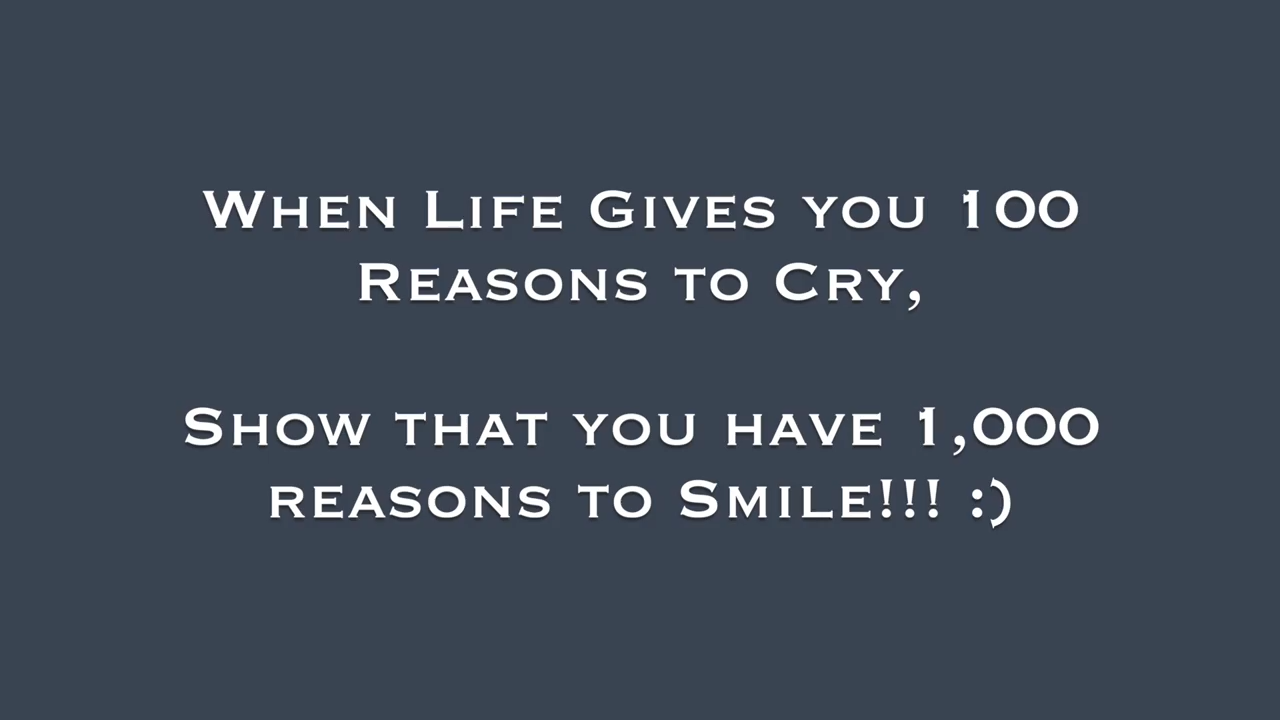 When Life Gives you 100
Reasons to Cry,
Show that you have 1,000
reasons to Smile!!! :)